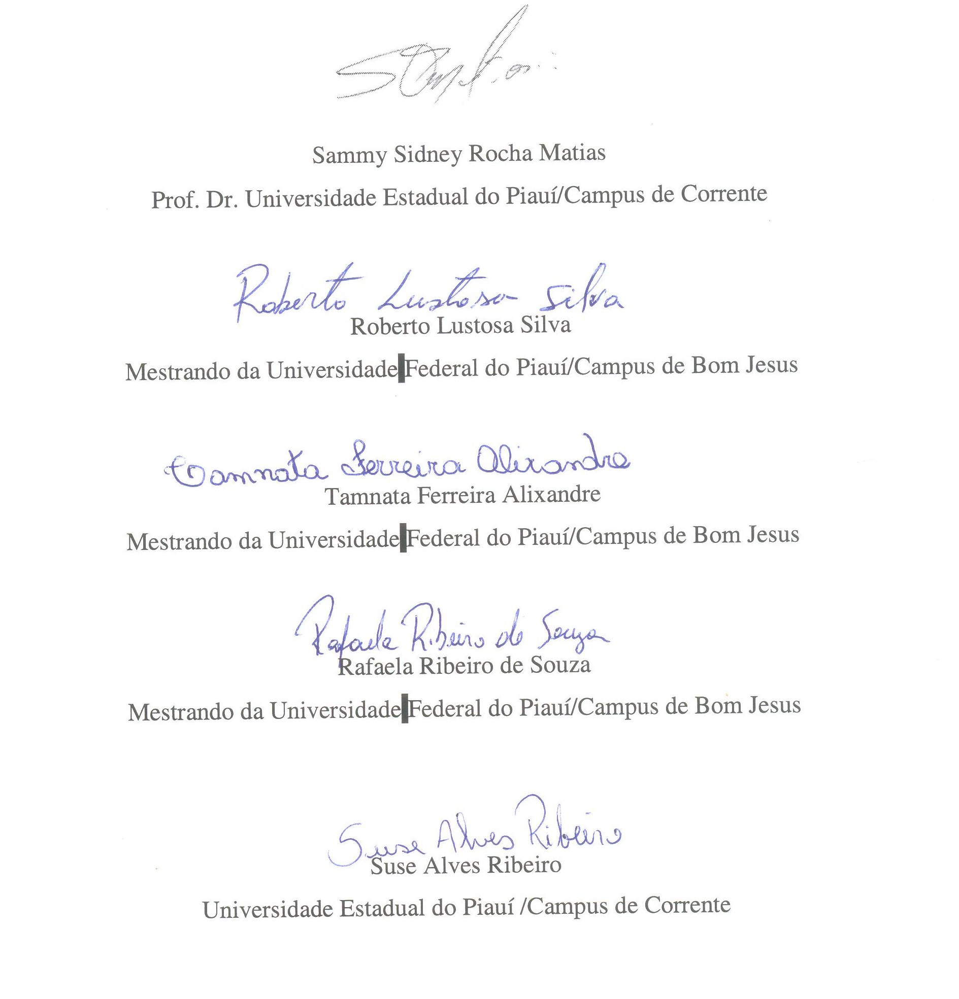 Sammy Sidney Rocha Matias
Prof. Dr. Universidade Estadual do Piauí/Campus de Corrente
Roberto Lustosa Silva
Roberto Lustosa Silva
Mestrando da Universidade Federal do Piauí/Campus de Bom Jesus
Tamnata Ferreira Alixandre
Tamnata Ferreira Alixandre
Mestrando da Universidade Federal do Piauí/Campus de Bom Jesus
Rafaela Ribeiro de Souza
Rafaela Ribeiro de Souza
Mestrando da Universidade Federal do Piauí/Campus de Bom Jesus
Suse Alves Ribeiro
Suse Alves Ribeiro
Universidade Estadual do Piauí /Campus de Corrente